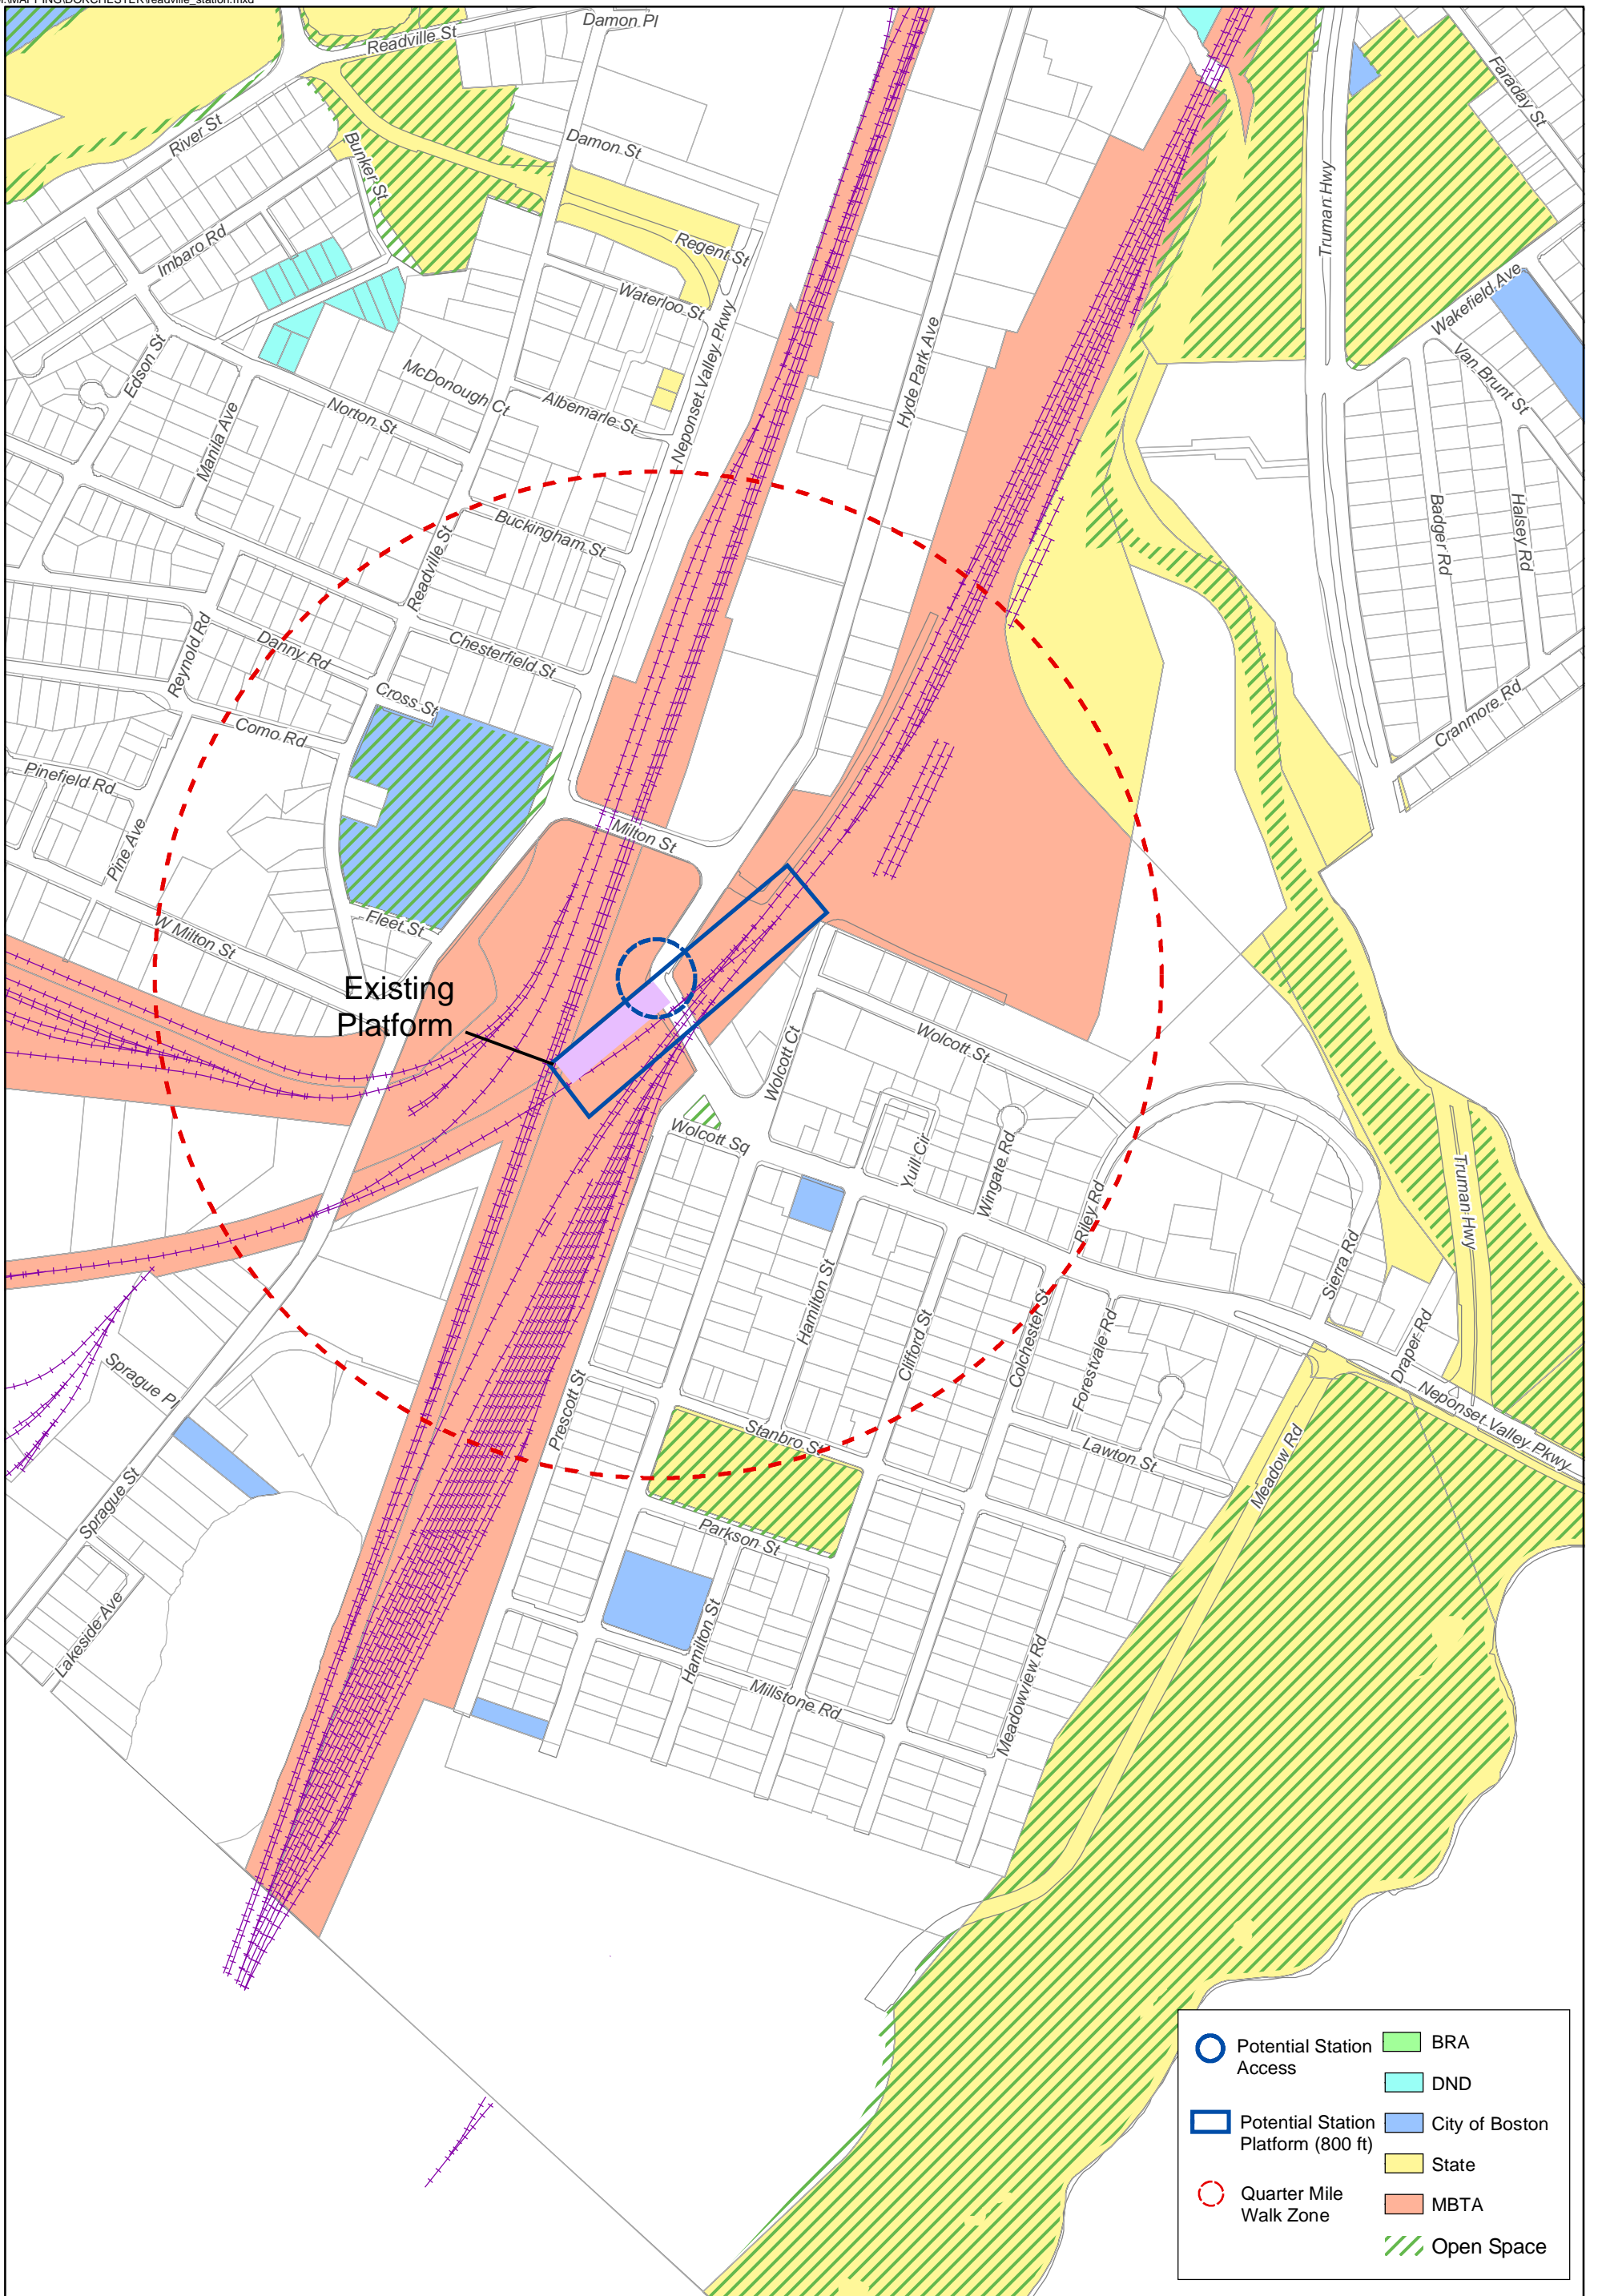 Damon Pl
Readville St
Faraday St
River St
Damon St
Bunker St
Truman Hwy
Imbaro Rd
Regent St
Waterloo St
Wakefield Ave
Edson St
McDonough Ct
Neponset Valley Pkwy
Hyde Park Ave
Van Brunt St
Norton St
Albemarle St
Manila Ave
Buckingham St
Badger Rd
Halsey Rd
Readville St
Reynold Rd
Danny Rd
Chesterfield St
Cross St
Como Rd
Cranmore Rd
Pinefield Rd
Milton St
Pine Ave
W Milton St
Fleet St
Existing
Platform
Wolcott St
Wolcott Ct
Wolcott Sq
Yuill Cir
Wingate Rd
Riley Rd
Truman Hwy
Sierra Rd
Hamilton St
Clifford St
Colchester St
Forestvale Rd
Draper Rd
Neponset Valley Pkwy
Sprague Pl
Prescott St
Stanbro St
Lawton St
Meadow Rd
Sprague St
Parkson St
Lakeside Ave
Hamilton St
Millstone Rd
Meadowview Rd
Potential Station
Access
Potential Station
Platform (800 ft)
Quarter Mile
Walk Zone
BRA
DND
City of Boston
State
MBTA
Open Space